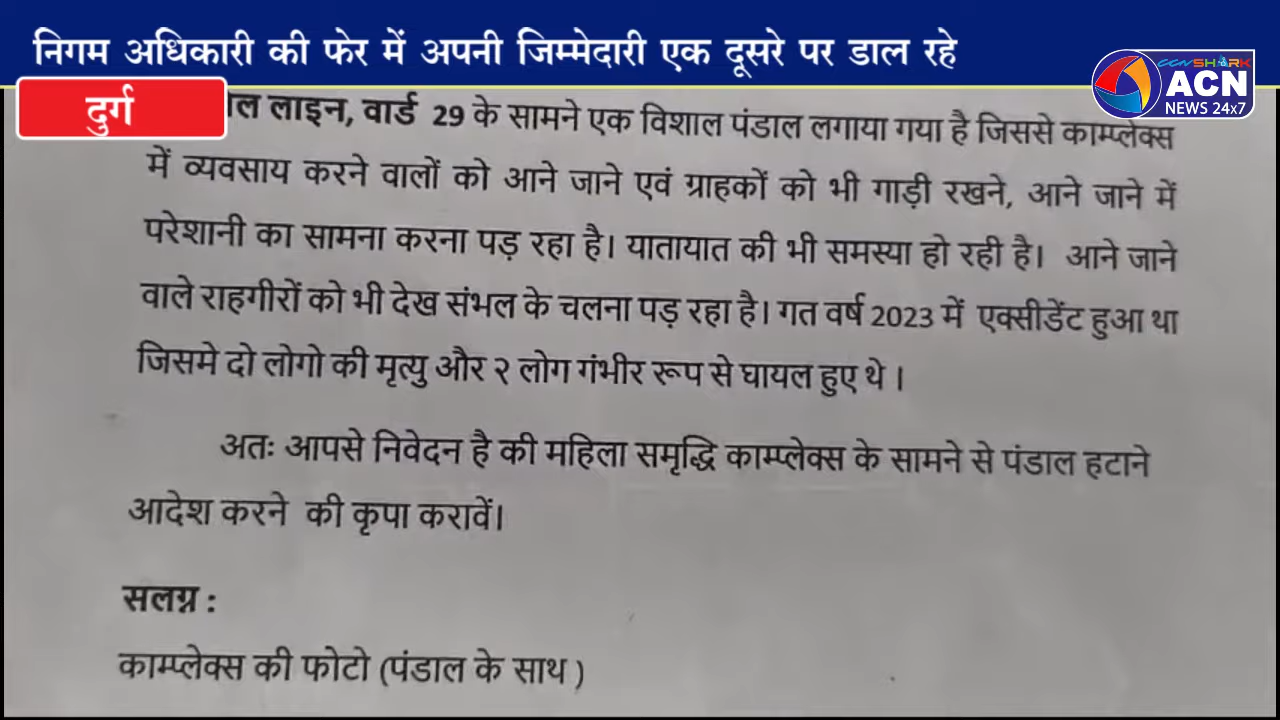 निगम अधिकारी की फेर में अपनी जिम्मेदारी एक दूसरे पर डाल रहे
CCNSHARK
ACN
NEWS 24x7
दुर्ग
लाइन, वार्ड 29 के सामने एक विशाल पंडाल लगाया गया है जिससे काम्प्लेक्स
में व्यवसाय करने वालों को आने जाने एवं ग्राहकों को भी गाड़ी रखने, आने जाने में
परेशानी का सामना करना पड़ रहा है। यातायात की भी समस्या हो रही है। आने जाने
वाले राहगीरों को भी देख संभल के चलना पड़ रहा है। गत वर्ष 2023 में एक्सीडेंट हुआ था
जिसमे दो लोगो की मृत्यु और २ लोग गंभीर रूप से घायल हुए थे ।
अतः आपसे निवेदन है की महिला समृद्धि काम्प्लेक्स के सामने से पंडाल हटाने
आदेश करने की कृपा करावें।
सलग्न :
काम्प्लेक्स की फोटो (पंडाल के साथ )